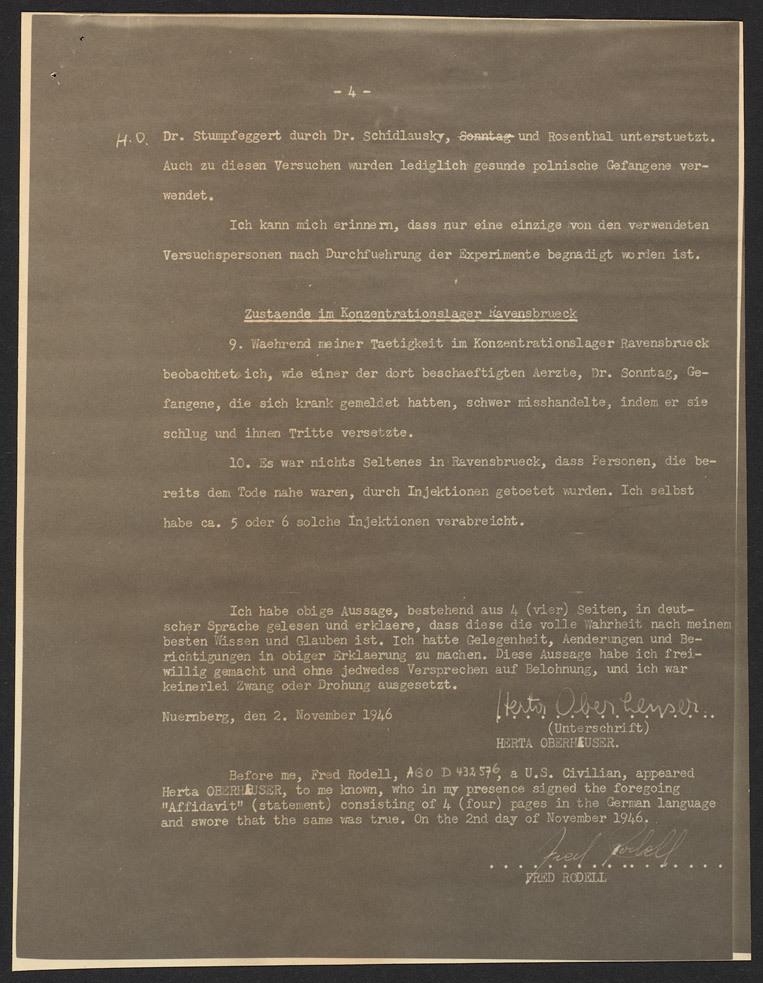 - 4 -
H.O. Dr. Stumpfeggert durch Dr. Schidlausky, Sonntag und Rosenthal unterstuetzt.
Auch zu diesen Versuchen wurden lediglich gesunde polnische Gefangene ver-
wendet.
Ich kann mich erinnern, dass nur eine einzige von den verwendeten
Versuchspersonen nach Durchfuehrung der Experimente begnadigt worden ist.
Zustaende im Konzentrationslager Ravensbrueck
9. Waehrend meiner Taetigkeit im Konzentrationslager Ravensbrueck
beobachtete ich, wie einer der dort beschaeftigten Aerzte, Dr. Sonntag, Ge-
fangene, die sich krank gemeldet hatten, schwer misshandelte, indem er sie
schlug und ihnen Tritte versetzte.
10. Es war nichts Seltenes in Ravensbrueck, dass Personen, die be-
reits dem Tode nahe waren, durch Injektionen getoetet wurden. Ich selbst
habe ca. 5 oder 6 solche Injektionen verabreicht.
Ich habe obige Aussage, bestehend aus 4 (vier) Seiten, in deut-
scher Sprache gelesen und erklaere, dass diese die volle Wahrheit nach meinem
besten Wissen und Glauben ist. Ich hatte Gelegenheit, Aenderungen und Be-
richtigungen in obiger Erklaerung zu machen. Diese Aussage habe ich frei-
willig gemacht und ohne jedwedes Versprechen auf Belohnung, und ich war
keinerlei Zwang oder Drohung ausgesetzt.
Nuernberg, den 2. November 1946 Herta Oberheuser
(Unterschrift)
HERTA OBERHEUSER.
Before me, Fred Rodell, AGO D 432576, a U.S. Civilian, appeared
Herta OBERHEUSER, to me known, who in my presence signed the foregoing
"Affidavit" (statement) consisting of 4 (four) pages in the German language
and swore that the same was true. On the 2nd day of November 1946.
Fred Rodell
FRED RODELL